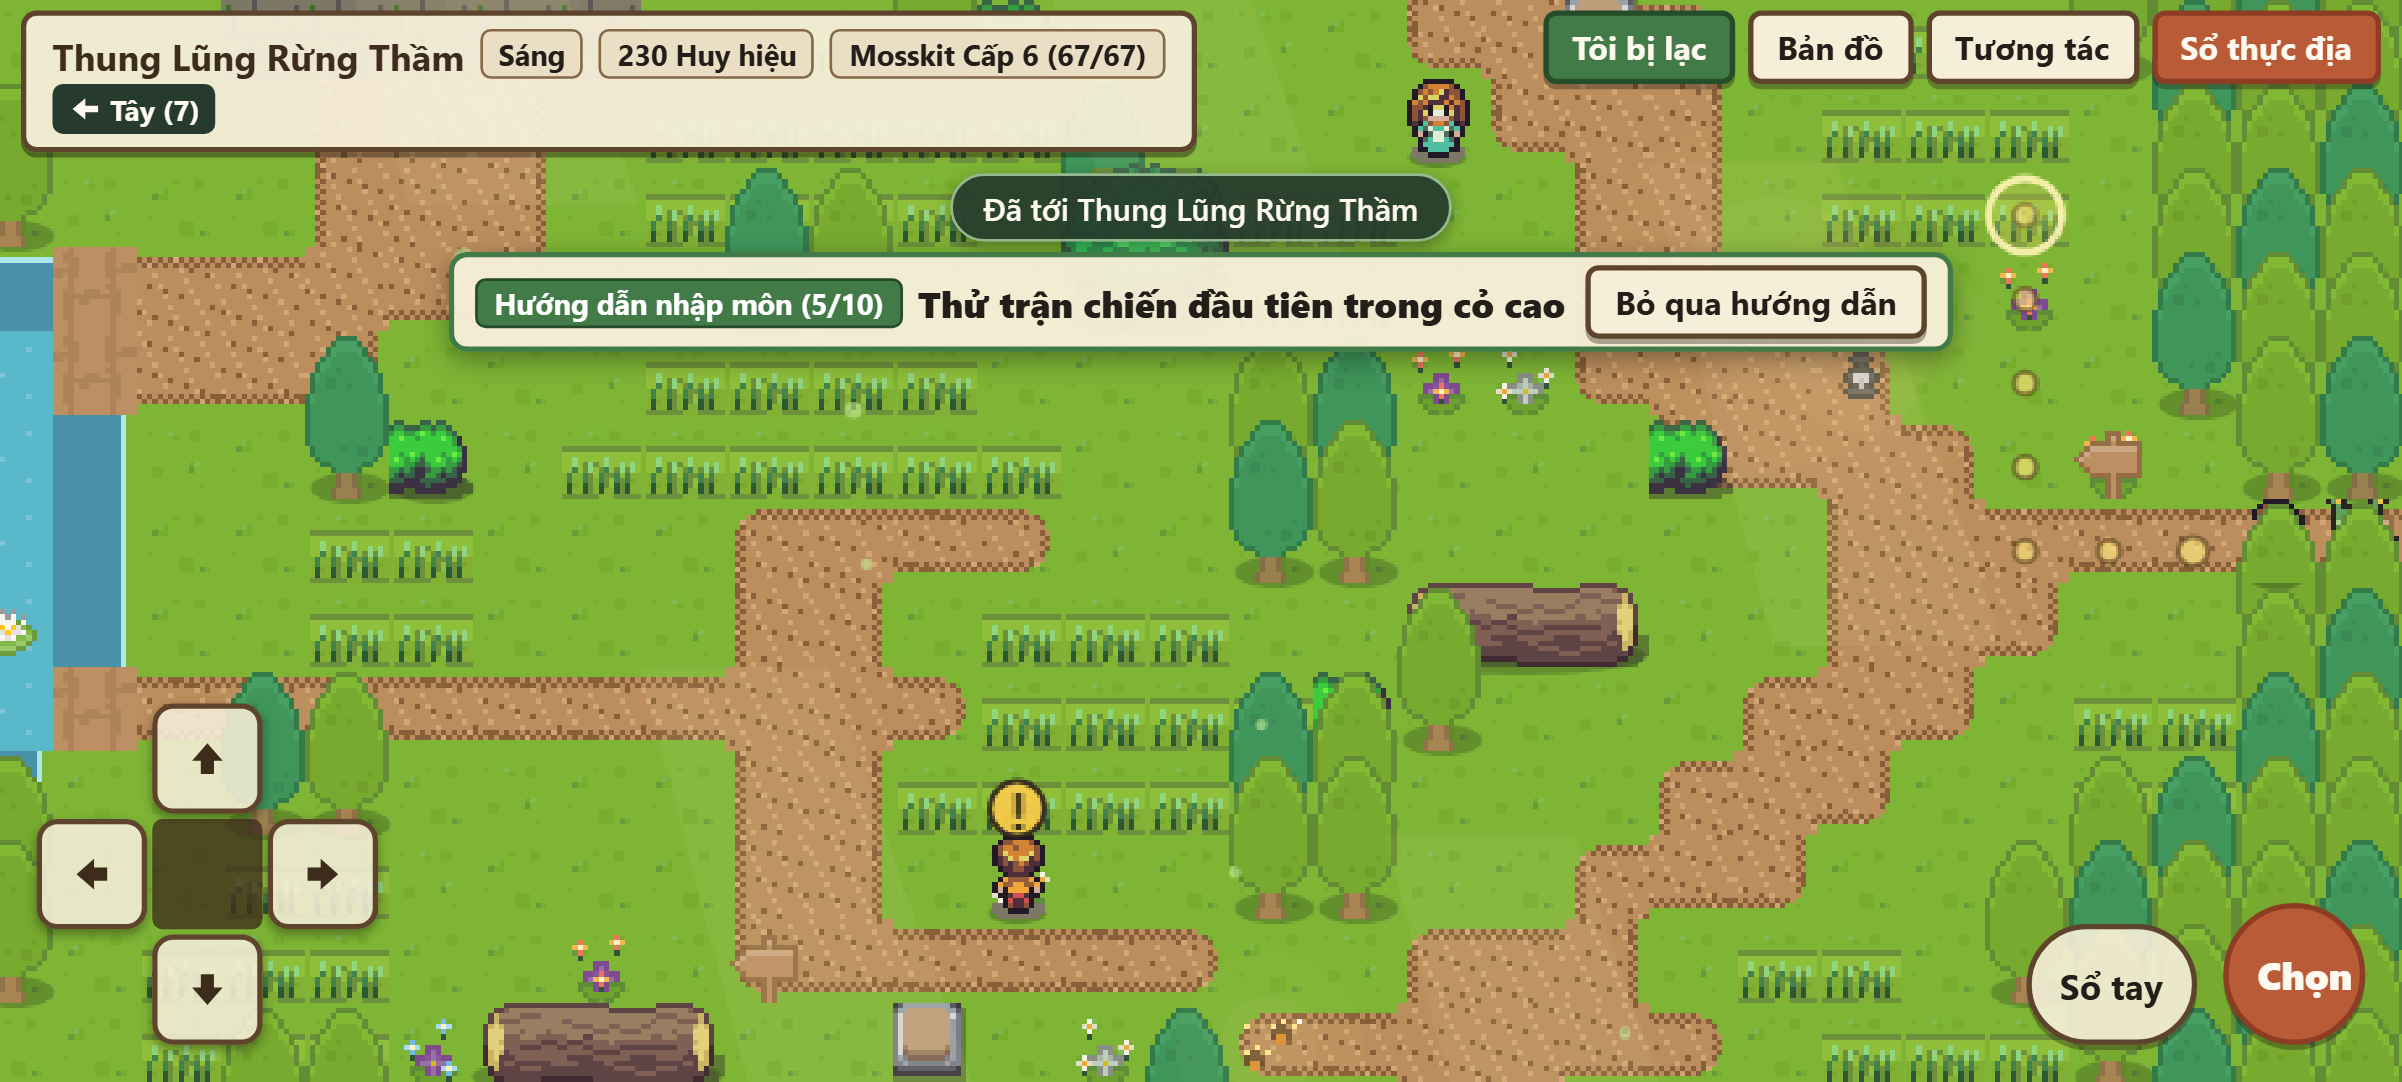 Thung Lũng Rừng Thầm
Sáng
230 Huy hiệu
Mosskit Cấp 6 (67/67)
Tây (7)
Tôi bị lạc
Bản đồ
Tương tác
Sổ thực địa
Đã tới Thung Lũng Rừng Thầm
Hướng dẫn nhập môn (5/10)
Thử trận chiến đầu tiên trong cỏ cao
Bỏ qua hướng dẫn
Sổ tay
Chọn